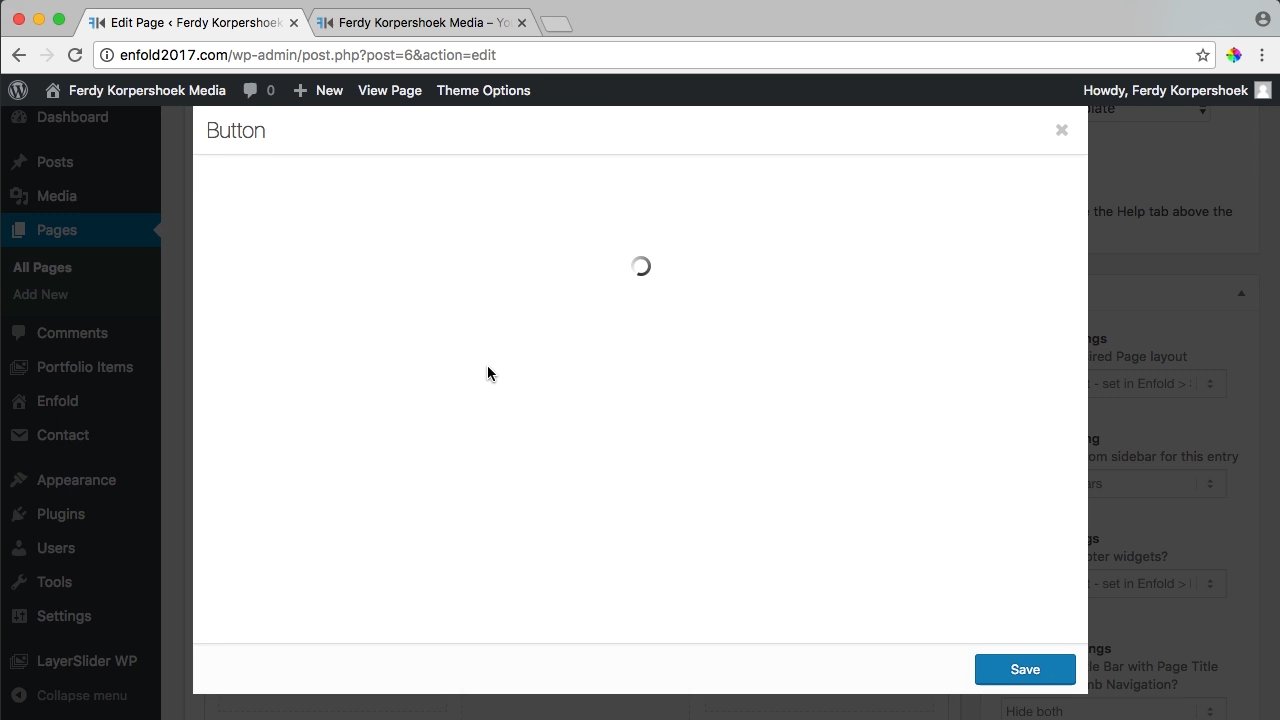 Edit Page ‹ Ferdy Korpershoek
Ferdy Korpershoek Media – Yo
enfold2017.com/wp-admin/post.php?post=6&action=edit
Ferdy Korpershoek Media
0
New
View Page
Theme Options
Howdy, Ferdy Korpershoek
Dashboard
Posts
Media
Pages
All Pages
Add New
Comments
Portfolio Items
Enfold
Contact
Appearance
Plugins
Users
Tools
Settings
LayerSlider WP
Collapse menu
Button
Save
the Help tab above the
Page layout
- set in Enfold >
sidebar for this entry
widgets?
- set in Enfold >
Bar with Page Title
Navigation?
Hide both